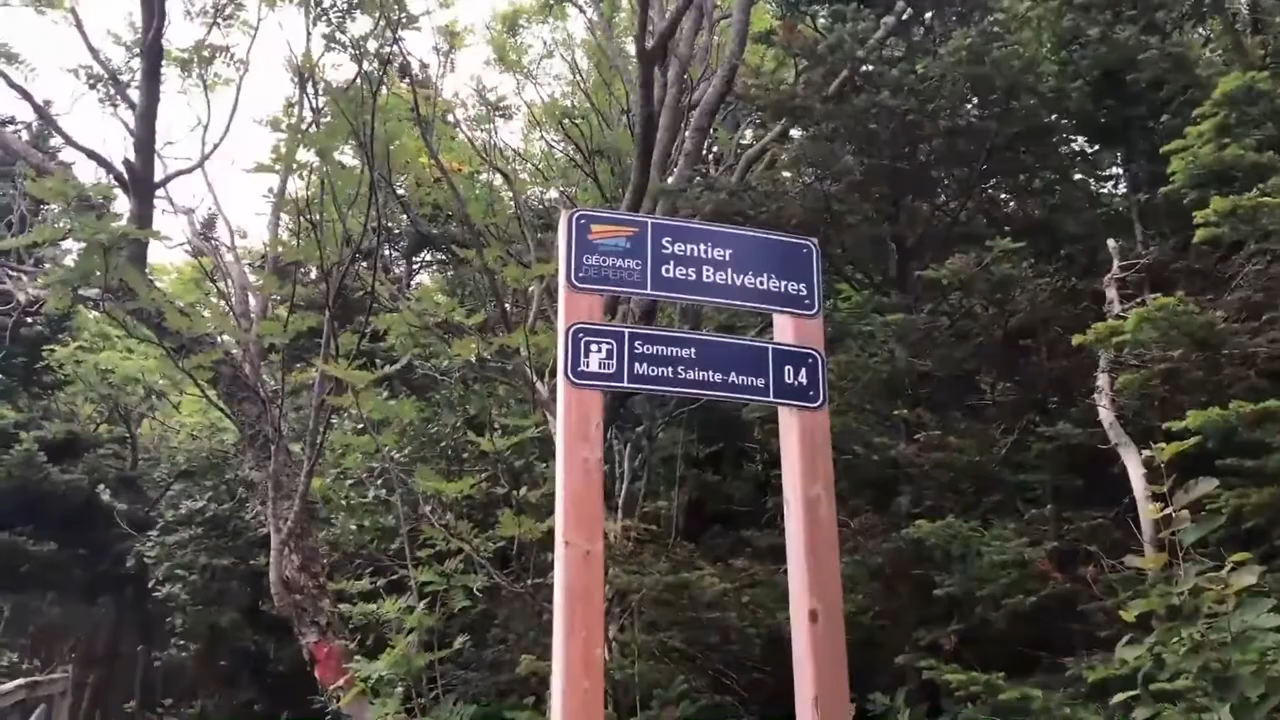 GÉOPARC
DE PERCÉ
Sentier
des Belvédères
Sommet
Mont Sainte-Anne
0,4